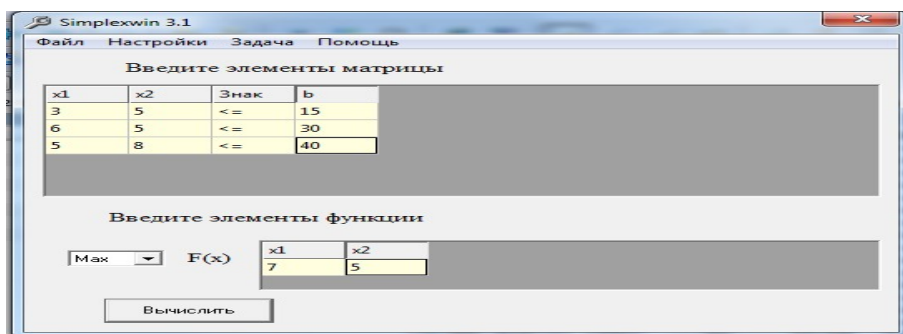 Simplexwin 3.1
Файл Настройки Задача Помощь
Введите элементы матрицы
x1 x2 Знак b
3 5 <= 15
6 5 <= 30
5 8 <= 40
Введите элементы функции
Max F(x)
x1 x2
7 5
Вычислить